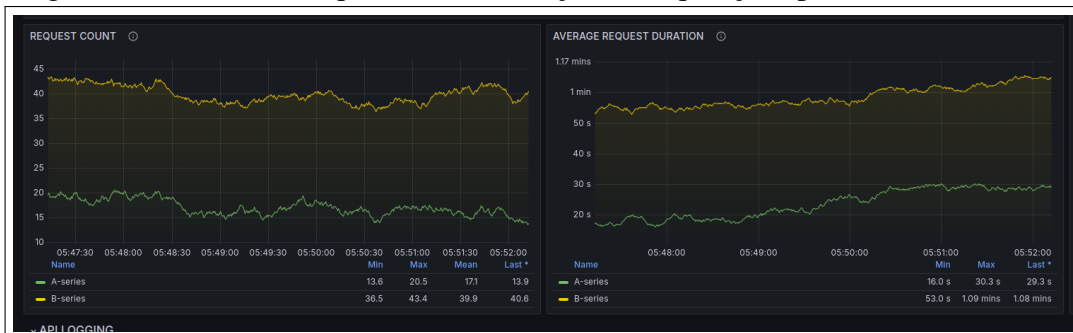 REQUEST COUNT
45
40
35
30
25
20
15
10
05:47:30 05:48:00 05:48:30 05:49:00 05:49:30 05:50:00 05:50:30 05:51:00 05:51:30 05:52:00
Name Min Max Mean Last *
A-series 13.6 20.5 17.1 13.9
B-series 36.5 43.4 39.9 40.6
AVERAGE REQUEST DURATION
1.17 mins
1 min
50 s
40 s
30 s
20 s
05:48:00 05:49:00 05:50:00 05:51:00 05:52:00
Name Min Max Last *
A-series 16.0 s 30.3 s 29.3 s
B-series 53.0 s 1.09 mins 1.08 mins
API LOGGING